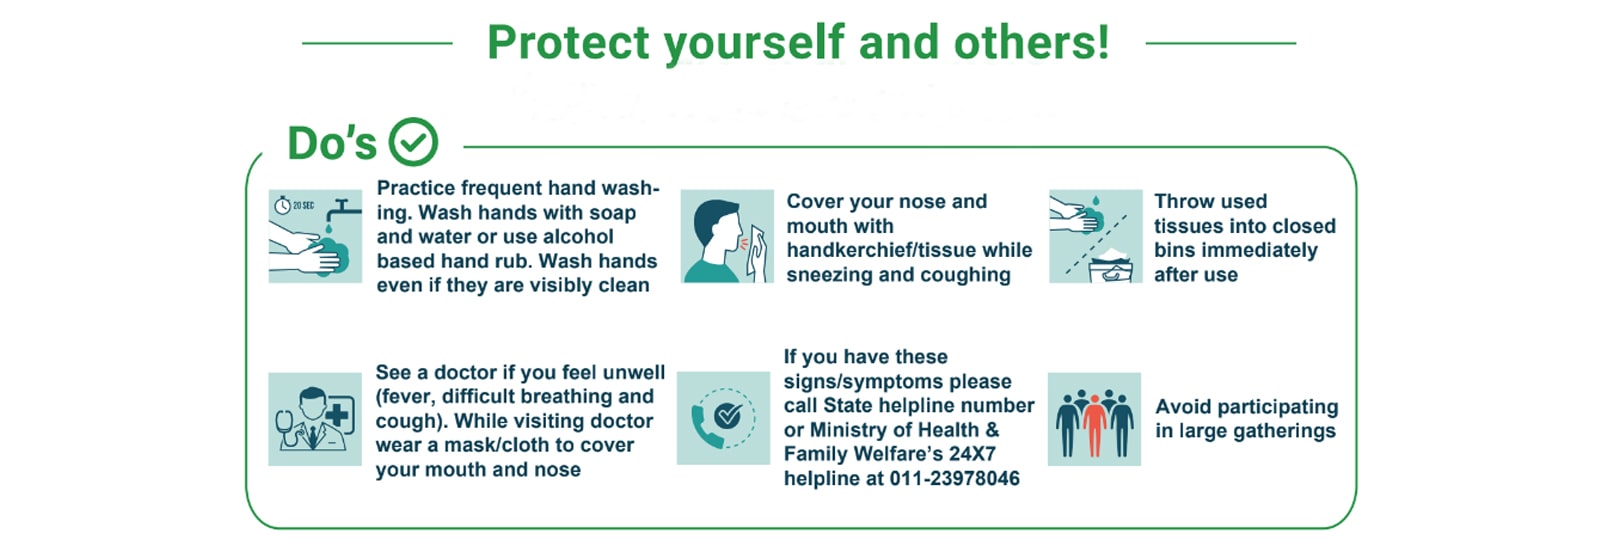 Protect yourself and others!
Do's
20 SEC
Practice frequent hand wash-
ing. Wash hands with soap
and water or use alcohol
based hand rub. Wash hands
even if they are visibly clean
Cover your nose and
mouth with
handkerchief/tissue while
sneezing and coughing
Throw used
tissues into closed
bins immediately
after use
See a doctor if you feel unwell
(fever, difficult breathing and
cough). While visiting doctor
wear a mask/cloth to cover
your mouth and nose
If you have these
signs/symptoms please
call State helpline number
or Ministry of Health &
Family Welfare's 24X7
helpline at 011-23978046
Avoid participating
in large gatherings